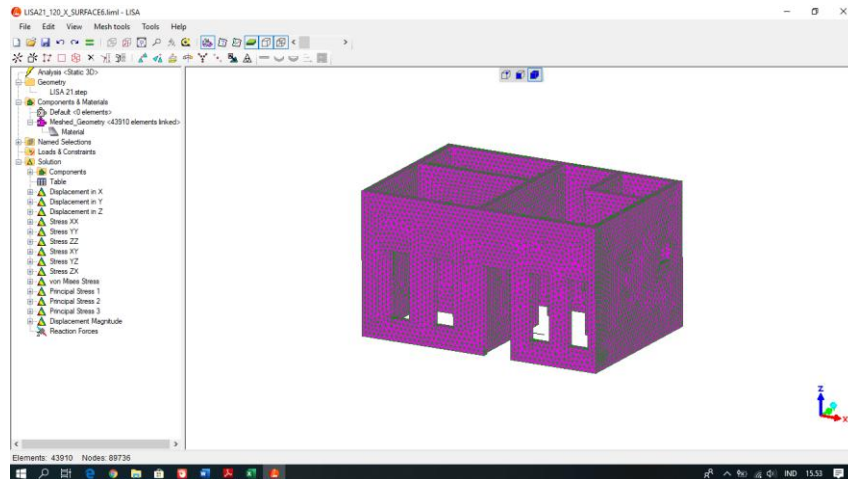 LISA21_120_X_SURFACE6.liml - LISA
File Edit View Mesh tools Tools Help
Analysis <Static 3D>
Geometry
LISA 21.step
Components & Materials
Default <0 elements>
Meshed_Geometry <43910 elements linked>
Material
Named Selections
Loads & Constraints
Solution
Components
Table
Displacement in X
Displacement in Y
Displacement in Z
Stress XX
Stress YY
Stress ZZ
Stress XY
Stress YZ
Stress ZX
von Mises Stress
Principal Stress 1
Principal Stress 2
Principal Stress 3
Displacement Magnitude
Reaction Forces
Z
X
Elements: 43910 Nodes: 89736
IND 15.53